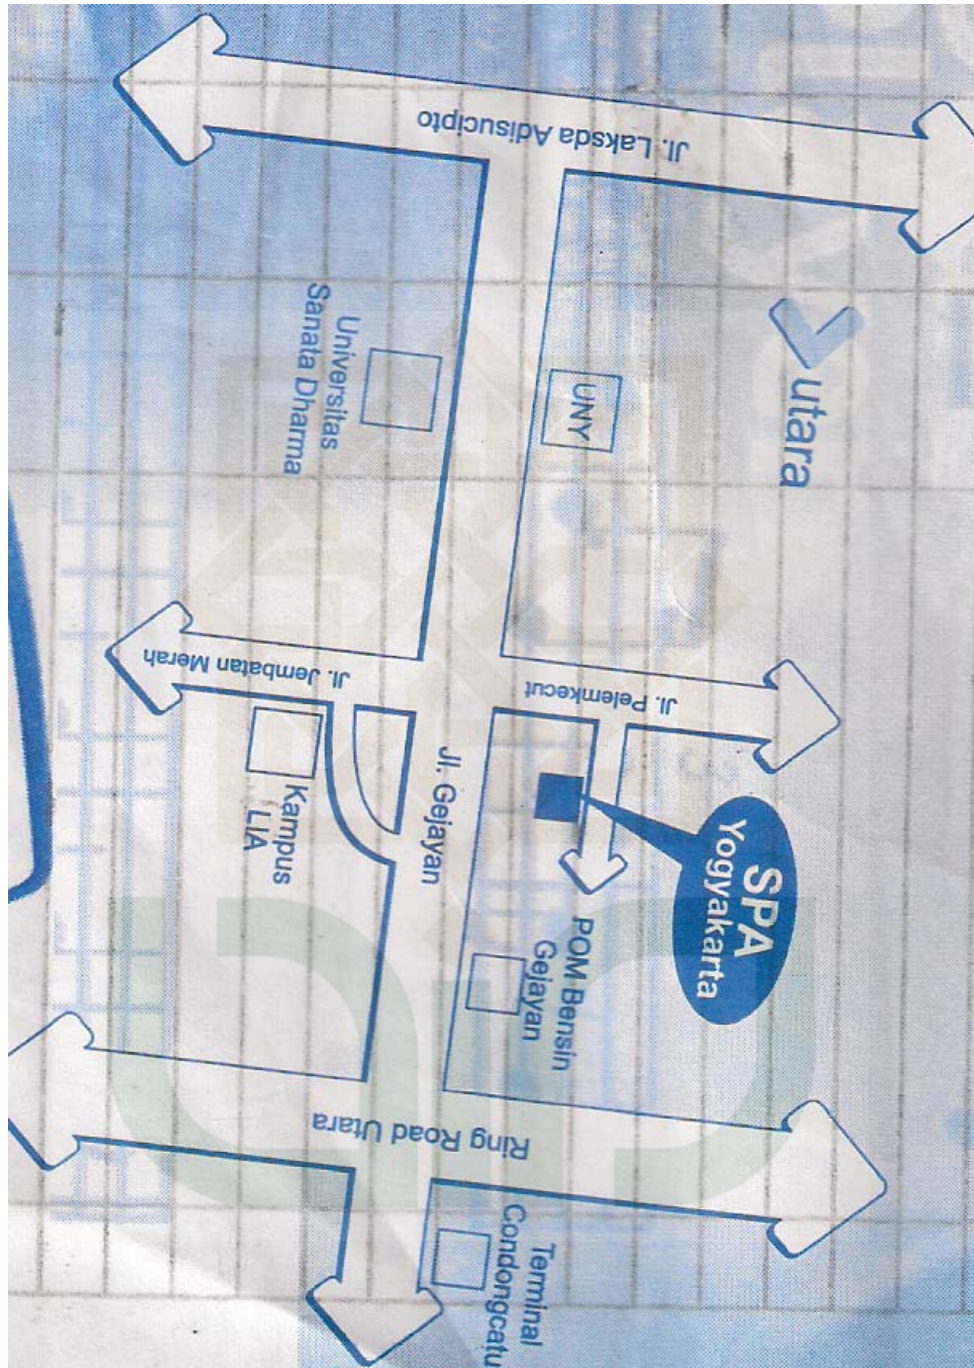 Jl. Laksda Adisucipto
utara
UNY
Universitas
Sanata Dharma
Jl. Jembatan Merah
Jl. Pelemkecut
Jl. Gejayan
Kampus
LIA
SPA
Yogyakarta
POM Bensin
Gejayan
Ring Road Utara
Terminal
Condongcatu